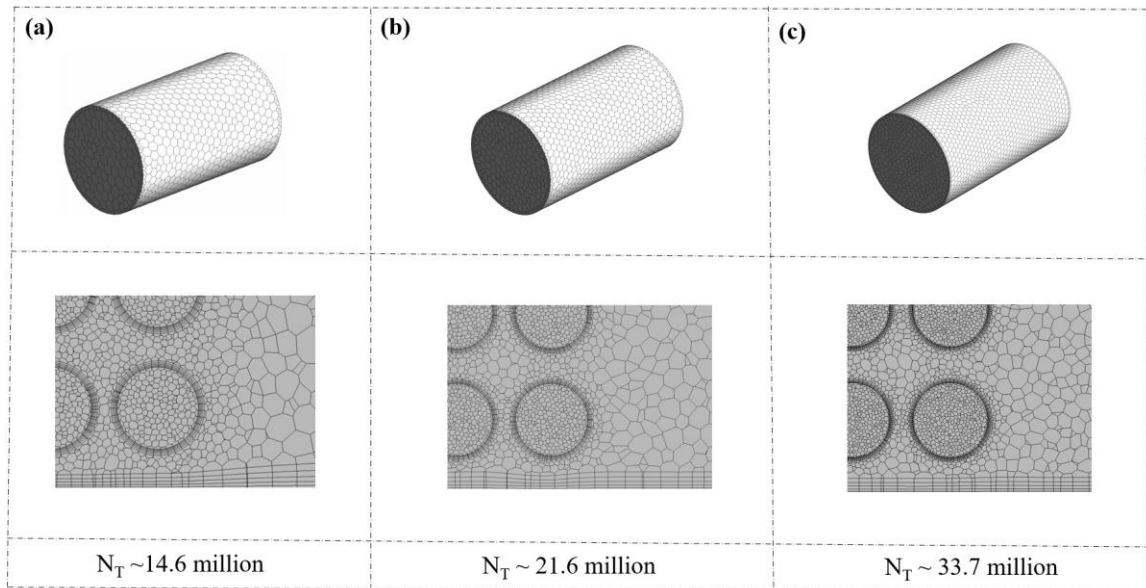 (a)
(b)
(c)
N_T ~14.6 million
N_T ~ 21.6 million
N_T ~ 33.7 million